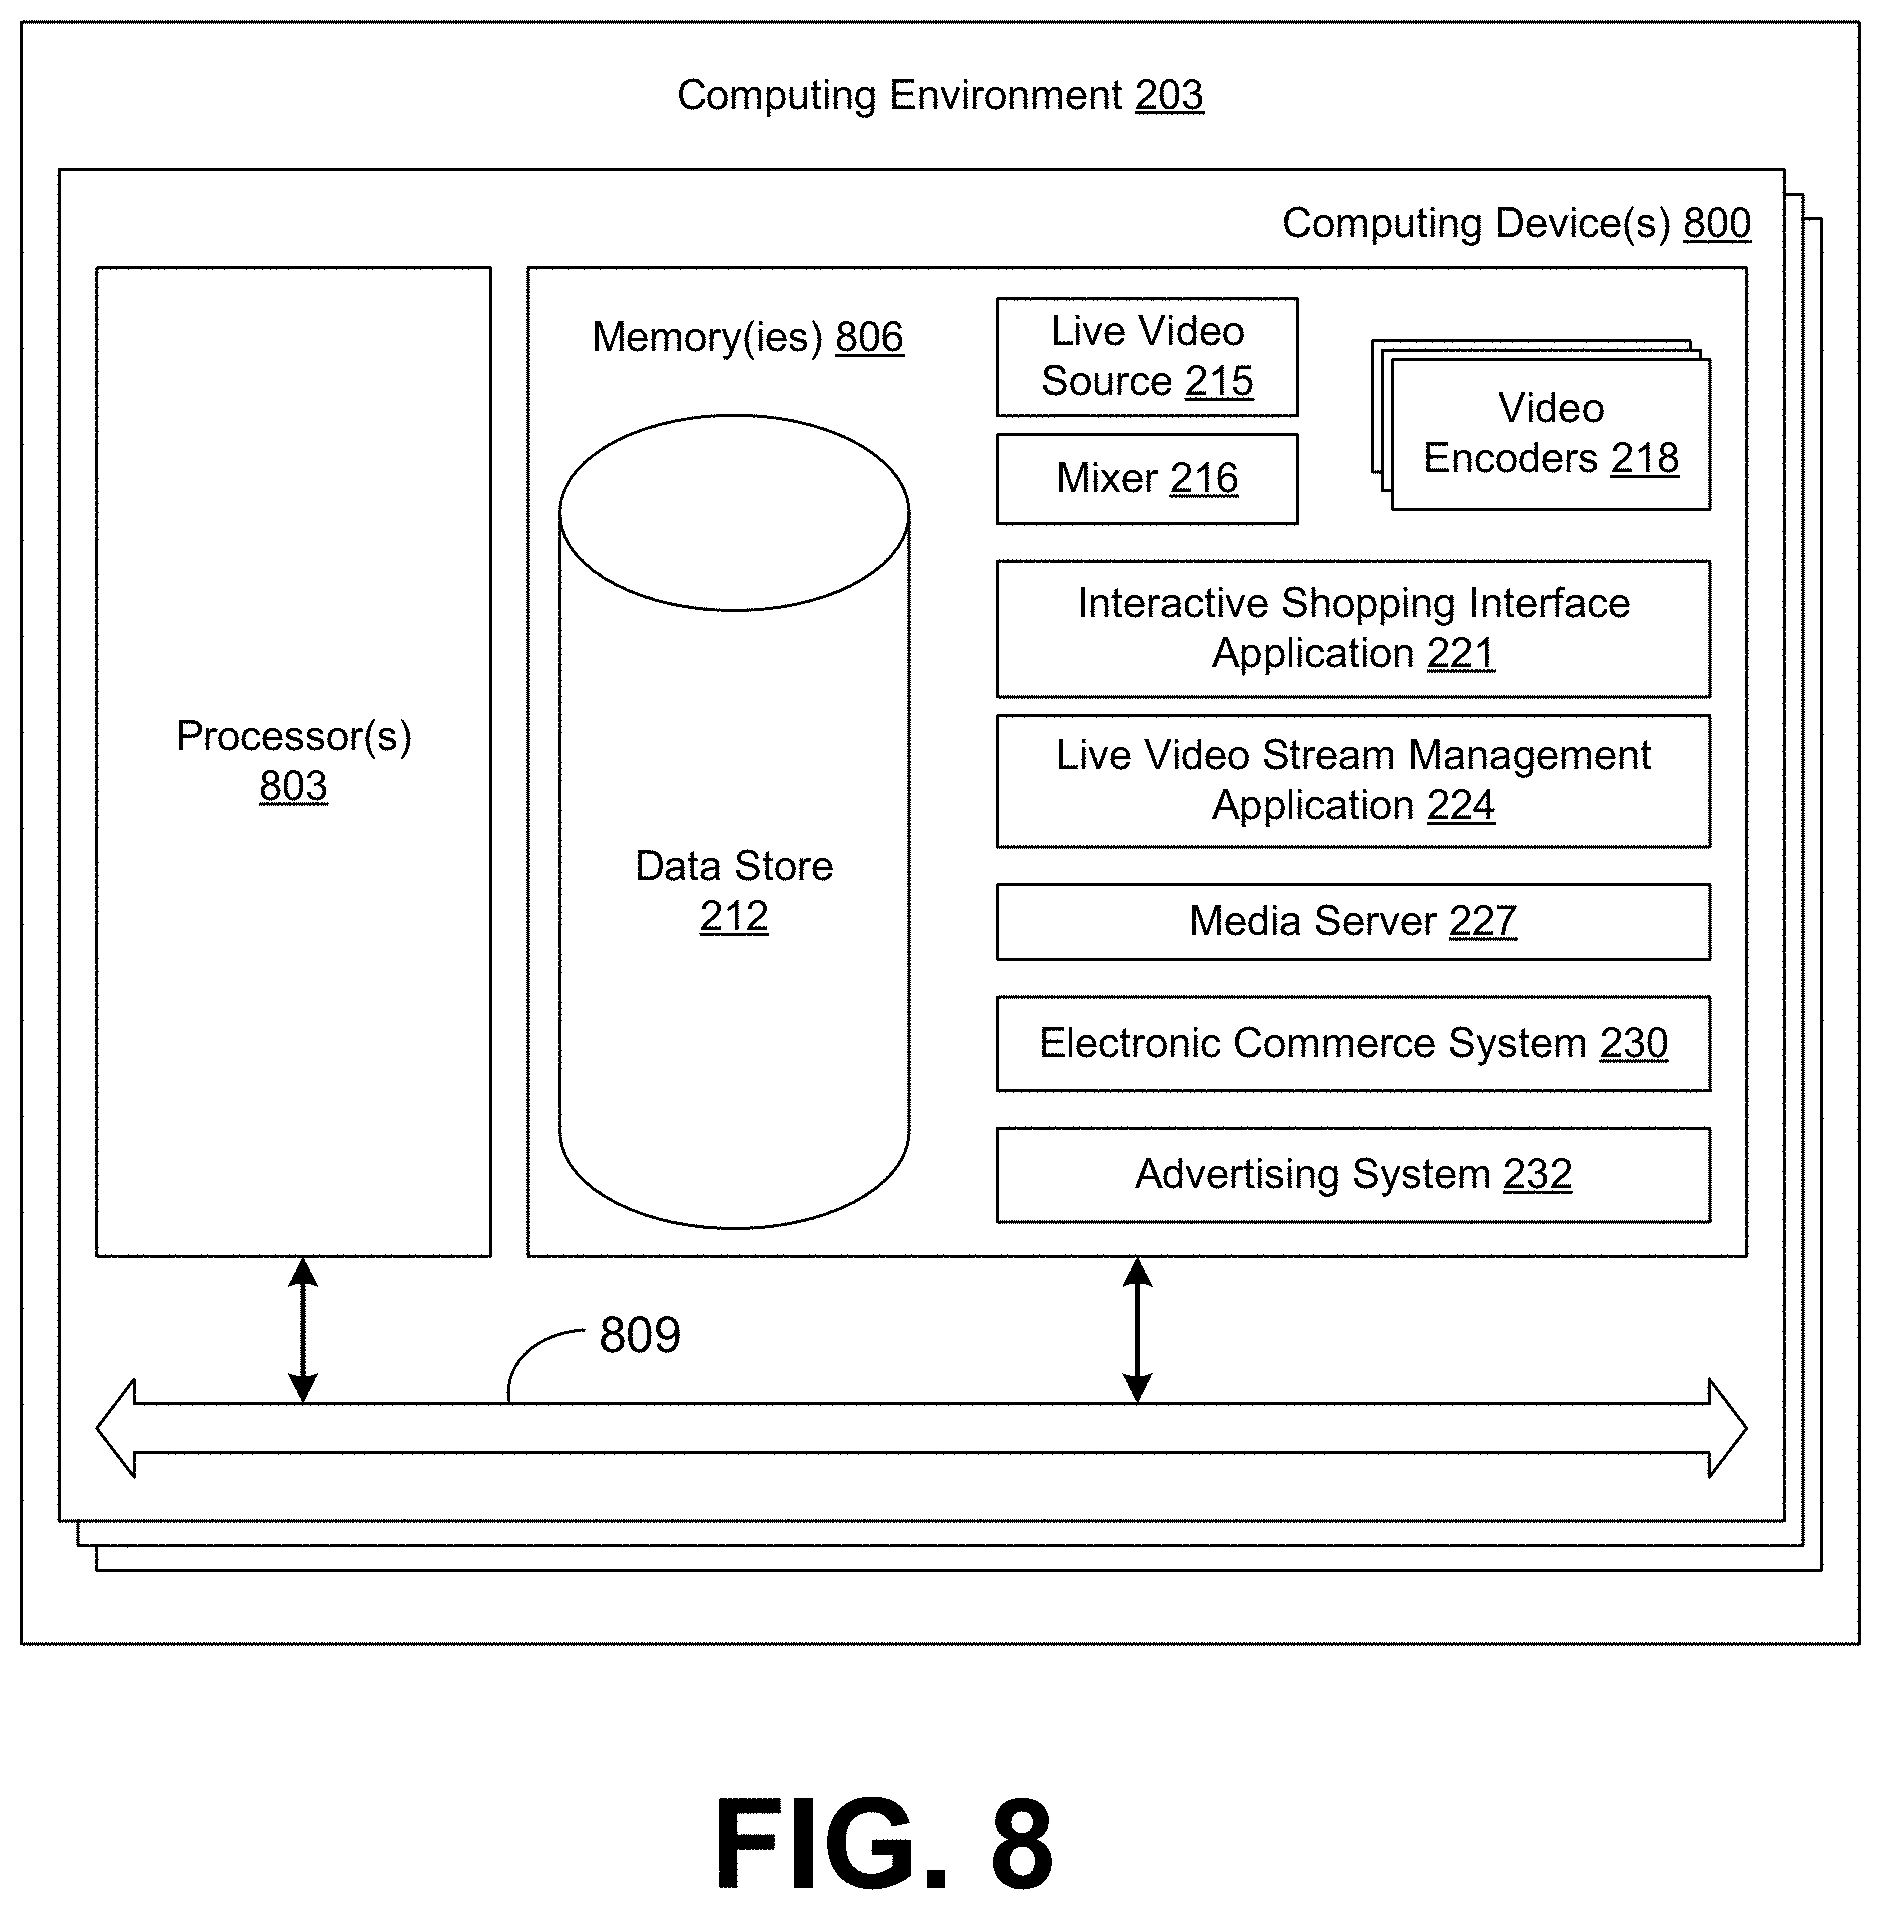 Computing Environment 203
Computing Device(s) 800
Memory(ies) 806
Live Video
Source 215
Video
Encoders 218
Mixer 216
Interactive Shopping Interface
Application 221
Processor(s)
803
Live Video Stream Management
Application 224
Data Store
212
Media Server 227
Electronic Commerce System 230
Advertising System 232
809
FIG. 8